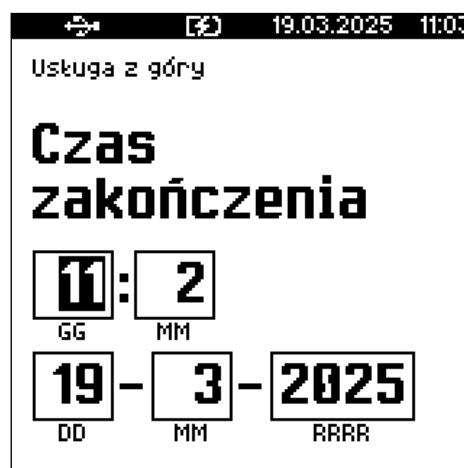 19.03.2025 11:03
Usługa z góry
Czas
zakończenia
11:2
GG MM
19-3-2025
DD MM RRRR